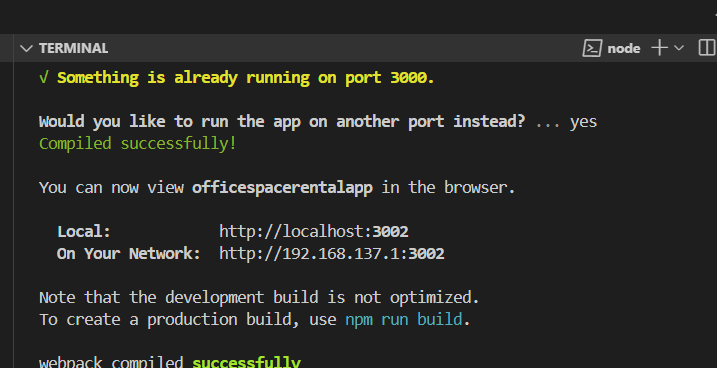 TERMINAL
node
√ Something is already running on port 3000.
Would you like to run the app on another port instead? ... yes
Compiled successfully!
You can now view officespacerentalapp in the browser.
Local: http://localhost:3002
On Your Network: http://192.168.137.1:3002
Note that the development build is not optimized.
To create a production build, use npm run build.
webpack compiled successfully